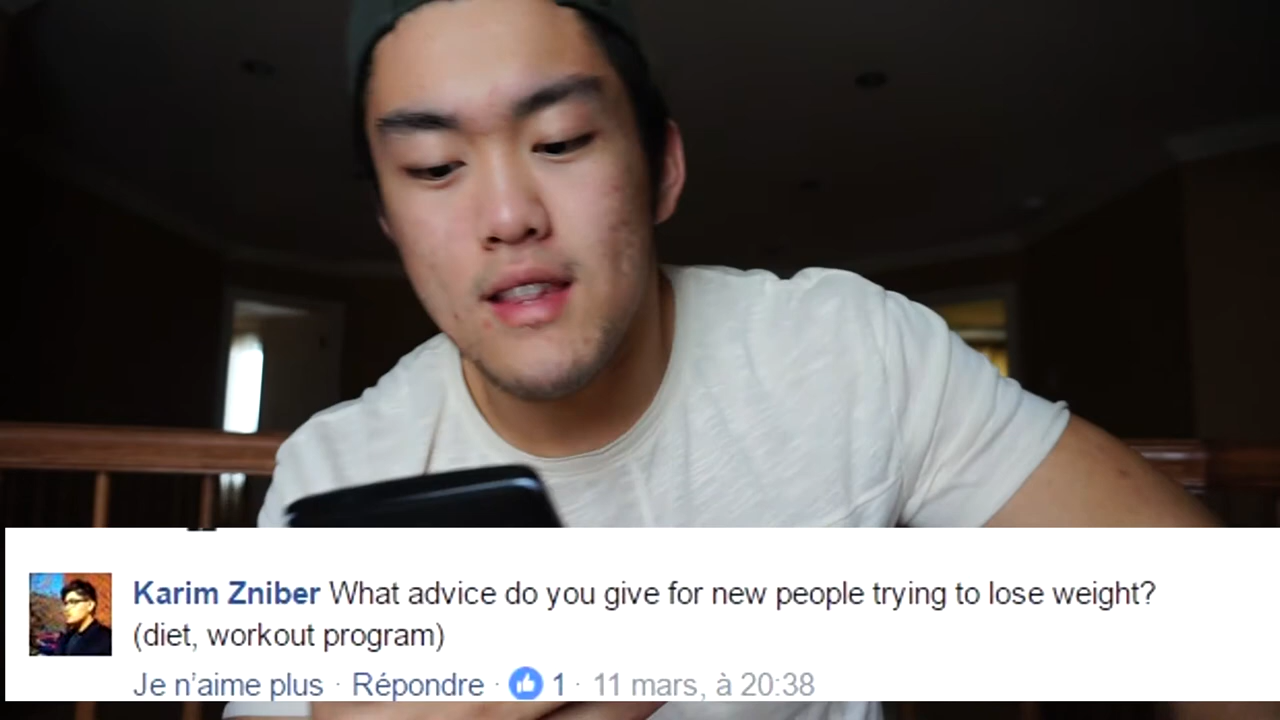 Karim Zniber What advice do you give for new people trying to lose weight?
(diet, workout program)
Je n'aime plus · Répondre · 1 · 11 mars, à 20:38